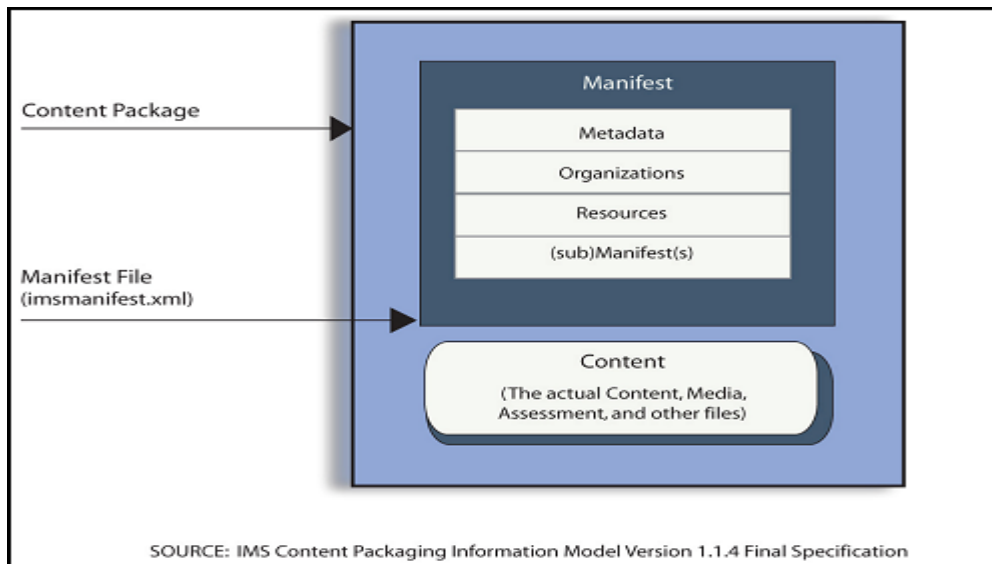 Content Package
Manifest
Metadata
Organizations
Resources
(sub)Manifest(s)
Manifest File
(imsmanifest.xml)
Content
(The actual Content, Media,
Assessment, and other files)
SOURCE: IMS Content Packaging Information Model Version 1.1.4 Final Specification